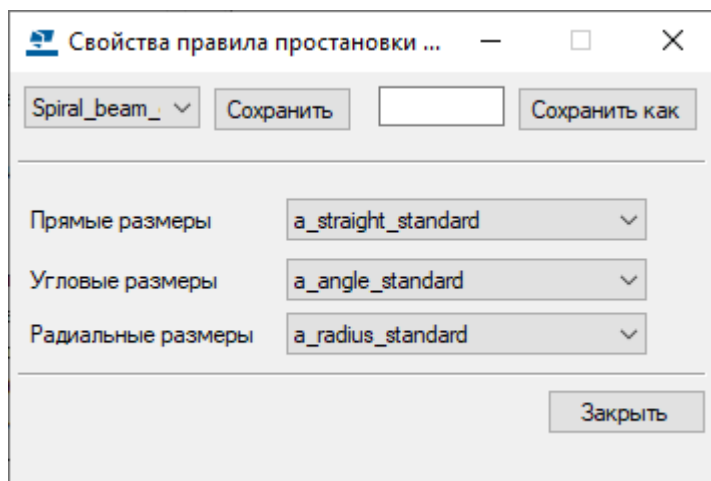 Свойства правила простановки ...
Spiral_beam_ Сохранить Сохранить как
Прямые размеры a_straight_standard
Угловые размеры a_angle_standard
Радиальные размеры a_radius_standard
Закрыть